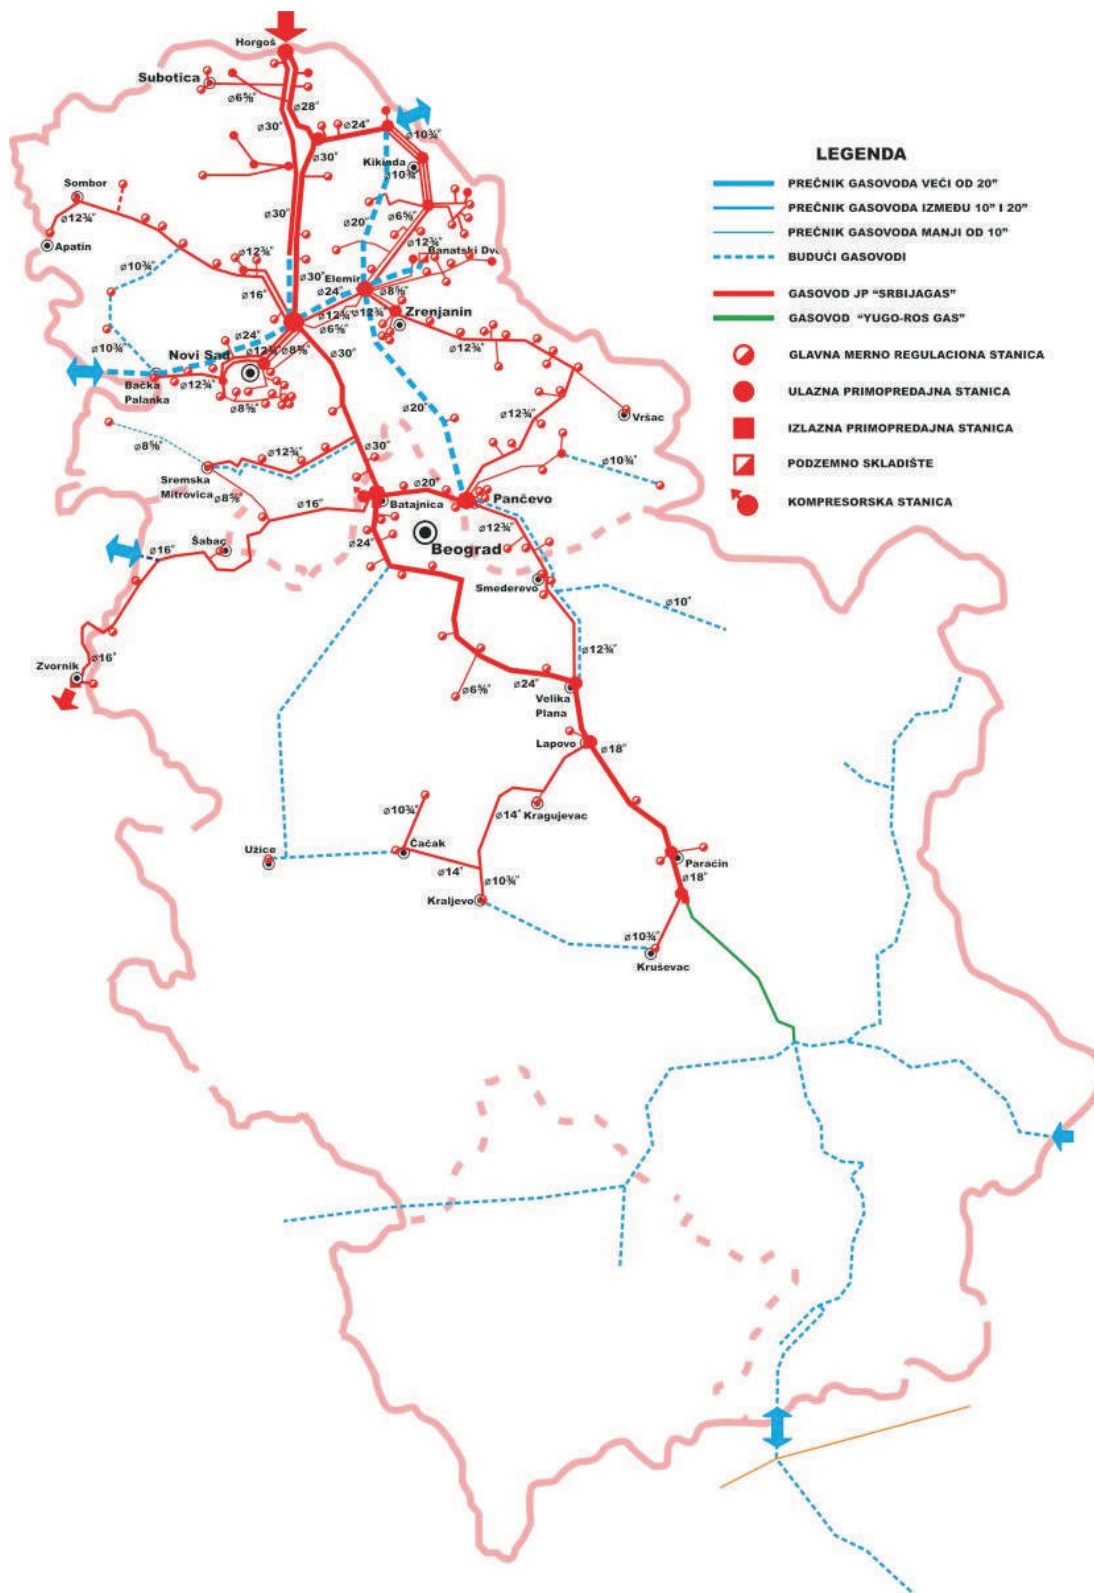 Horgoš
Subotica
ø6⅝"
ø28"
ø30"
ø24"
ø10¾"
ø30"
Kikinda
ø10¾"
Sombor
ø12¾"
ø30"
ø6⅝"
ø20"
Apatin
ø12¾"
ø12¾"
Banatski Dv
ø10¾"
ø30"
Elemir
ø16"
ø24"
ø8⅝"
ø12¾"
ø12¾"
Zrenjanin
ø6⅝"
ø24"
ø12¾"
ø8⅝"
ø30"
ø12¾"
Novi Sad
ø10¾"
Bačka
Palanka
ø12¾"
ø8⅝"
ø20"
ø12¾"
Vršac
ø8⅝"
ø12¾"
ø30"
ø10¾"
Sremska
Mitrovica
ø8⅝"
ø20"
Pančevo
ø16"
Batajnica
ø12¾"
Šabac
ø16"
ø24"
Beograd
Smederevo
ø10"
ø12¾"
Zvornik
ø16"
ø6⅝"
ø24"
Velika
Plana
Lapovo
ø18"
ø10¾"
ø14"
Kragujevac
Užice
Čačak
ø14"
Paraćin
ø10¾"
ø18"
Kraljevo
ø10¾"
Kruševac
LEGENDA
PREČNIK GASOVODA VEĆI OD 20"
PREČNIK GASOVODA IZMEĐU 10" I 20"
PREČNIK GASOVODA MANJI OD 10"
BUDUĆI GASOVODI
GASOVOD JP "SRBIJAGAS"
GASOVOD "YUGO-ROS GAS"
GLAVNA MERNO REGULACIONA STANICA
ULAZNA PRIMOPREDAJNA STANICA
IZLAZNA PRIMOPREDAJNA STANICA
PODZEMNO SKLADIŠTE
KOMPRESORSKA STANICA